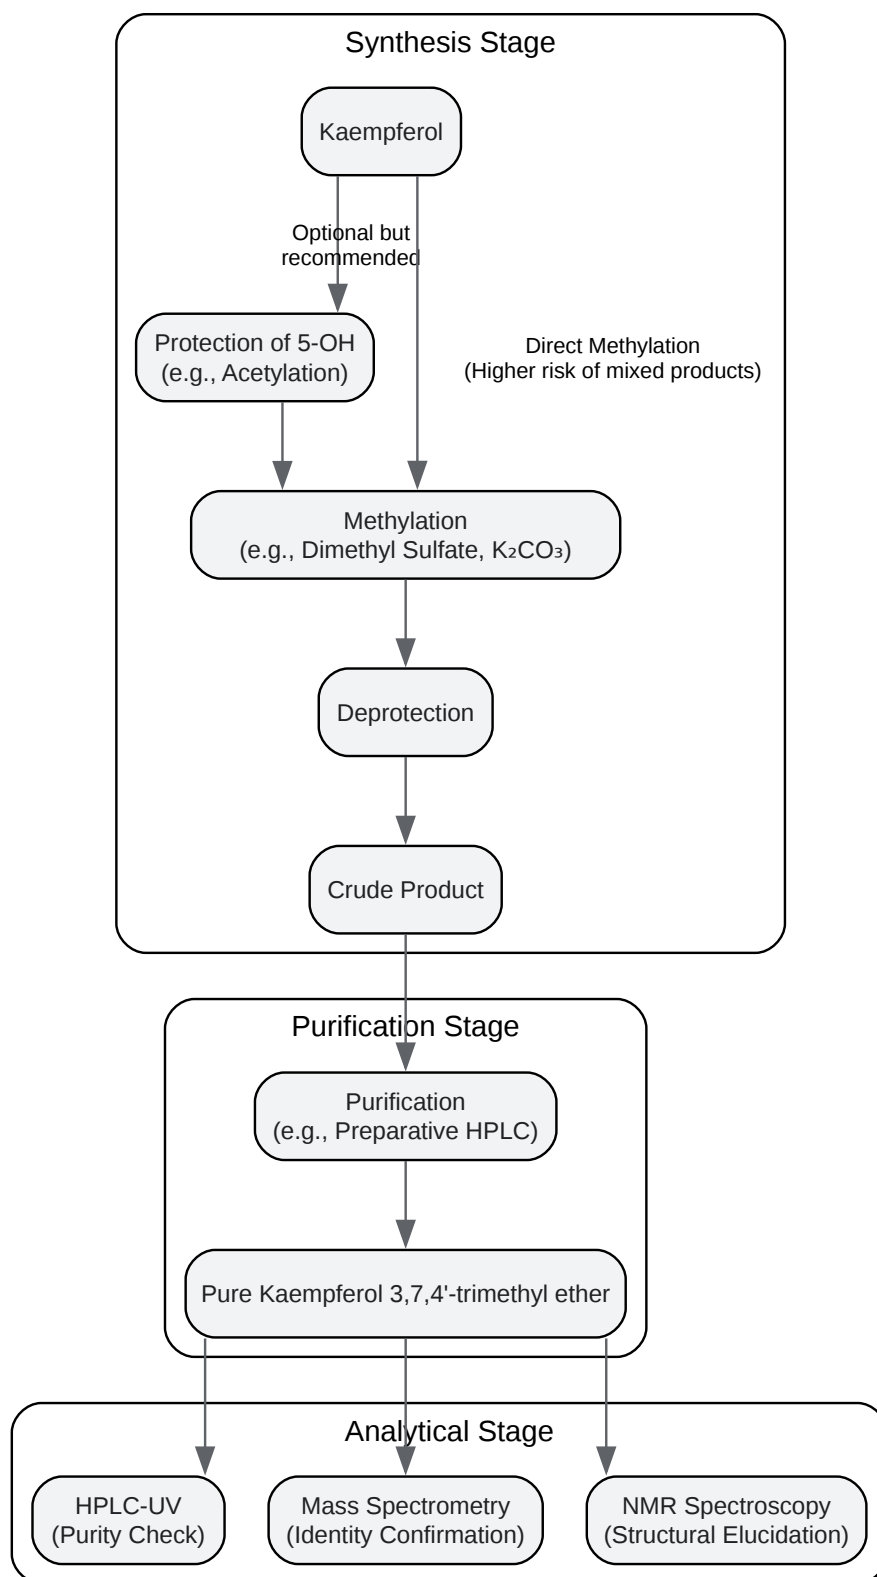 Synthesis Stage
Kaempferol
Optional but
recommended
Protection of 5-OH
(e.g., Acetylation)
Direct Methylation
(Higher risk of mixed products)
Methylation
(e.g., Dimethyl Sulfate, K₂CO₃)
Deprotection
Crude Product
Purification Stage
Purification
(e.g., Preparative HPLC)
Pure Kaempferol 3,7,4'-trimethyl ether
Analytical Stage
HPLC-UV
(Purity Check)
Mass Spectrometry
(Identity Confirmation)
NMR Spectroscopy
(Structural Elucidation)